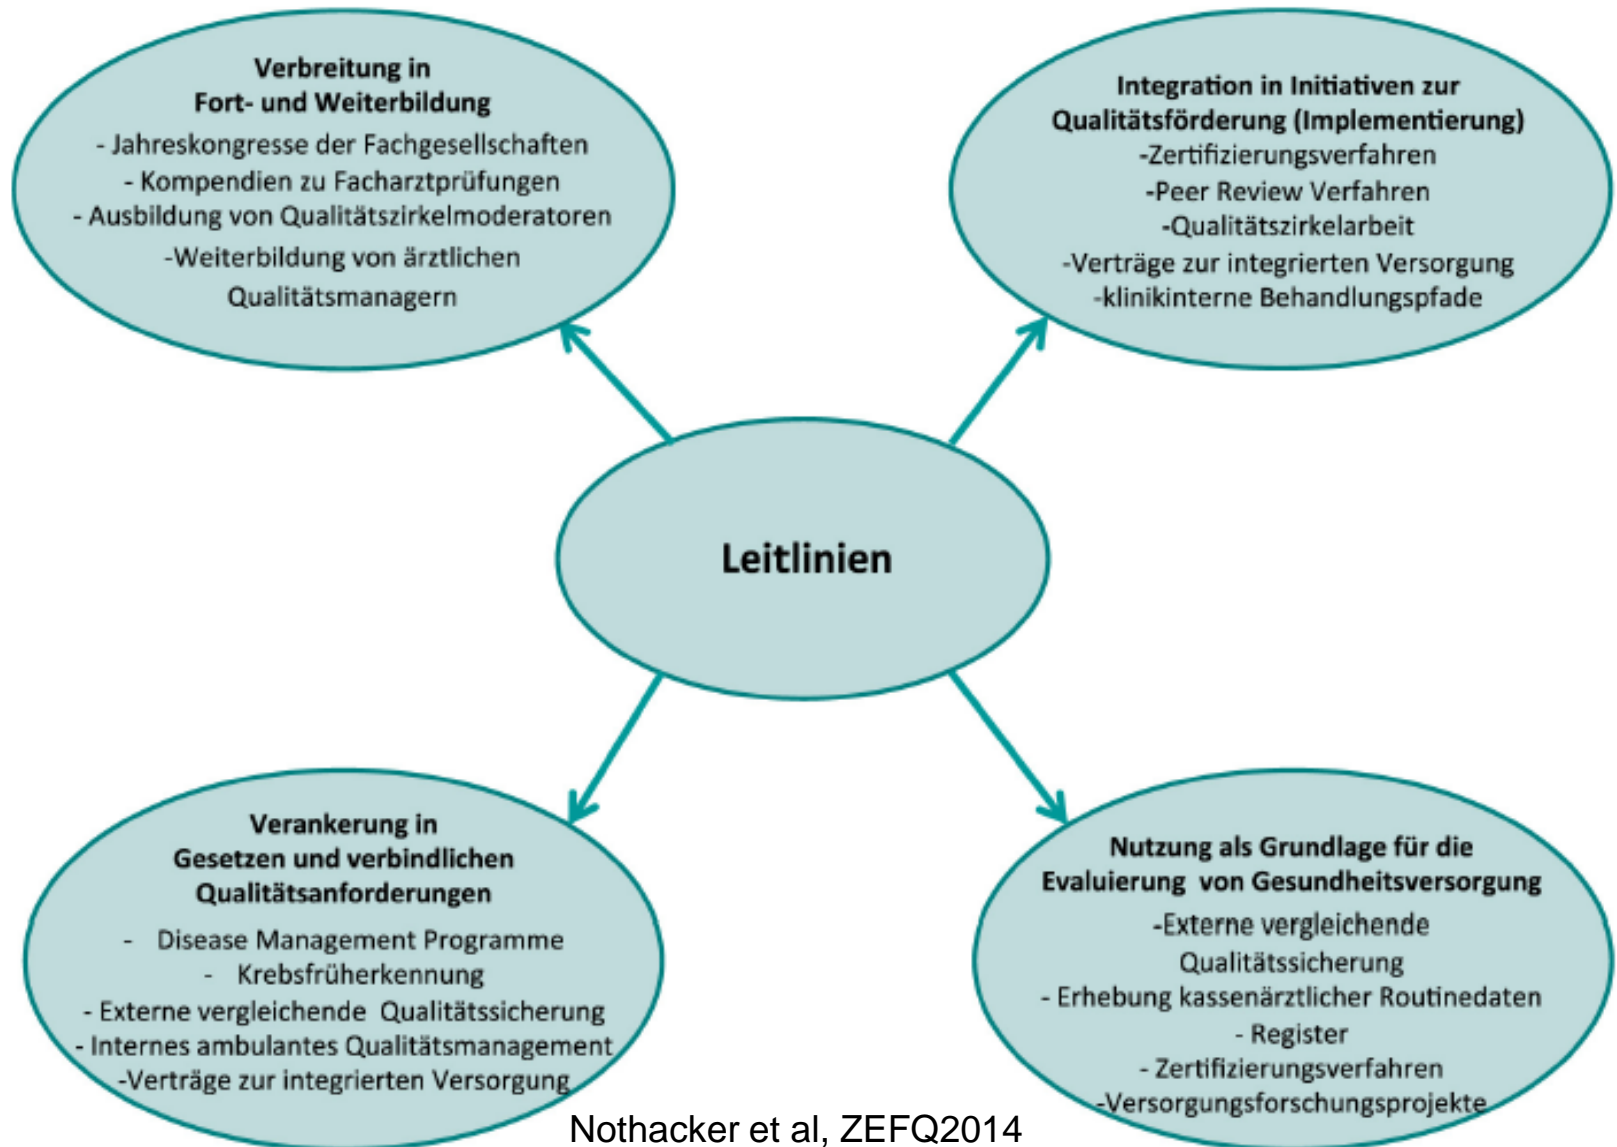 Verbreitung in
Fort- und Weiterbildung
- Jahreskongresse der Fachgesellschaften
- Kompendien zu Facharztprüfungen
- Ausbildung von Qualitätszirkelmoderatoren
-Weiterbildung von ärztlichen
Qualitätsmanagern
Integration in Initiativen zur
Qualitätsförderung (Implementierung)
-Zertifizierungsverfahren
-Peer Review Verfahren
-Qualitätszirkelarbeit
-Verträge zur integrierten Versorgung
-klinikinterne Behandlungspfade
Leitlinien
Verankerung in
Gesetzen und verbindlichen
Qualitätsanforderungen
- Disease Management Programme
- Krebsfrüherkennung
- Externe vergleichende Qualitätssicherung
- Internes ambulantes Qualitätsmanagement
-Verträge zur integrierten Versorgung
Nutzung als Grundlage für die
Evaluierung von Gesundheitsversorgung
-Externe vergleichende
Qualitätssicherung
- Erhebung kassenärztlicher Routinedaten
- Register
- Zertifizierungsverfahren
-Versorgungsforschungsprojekte
Nothacker et al, ZEFQ2014